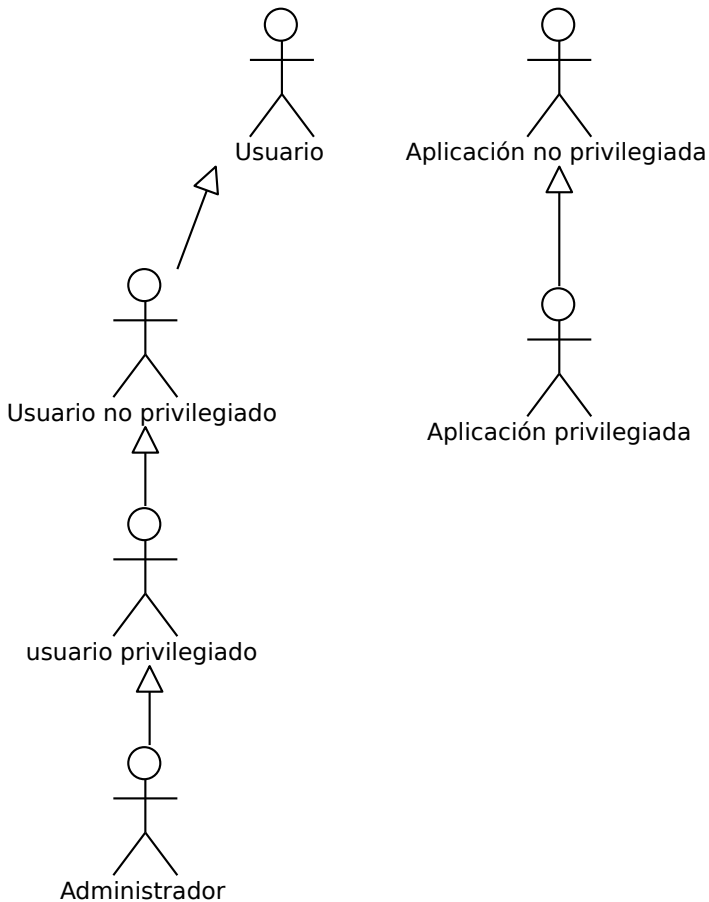 Usuario
Aplicación no privilegiada
Usuario no privilegiado
Aplicación privilegiada
usuario privilegiado
Administrador